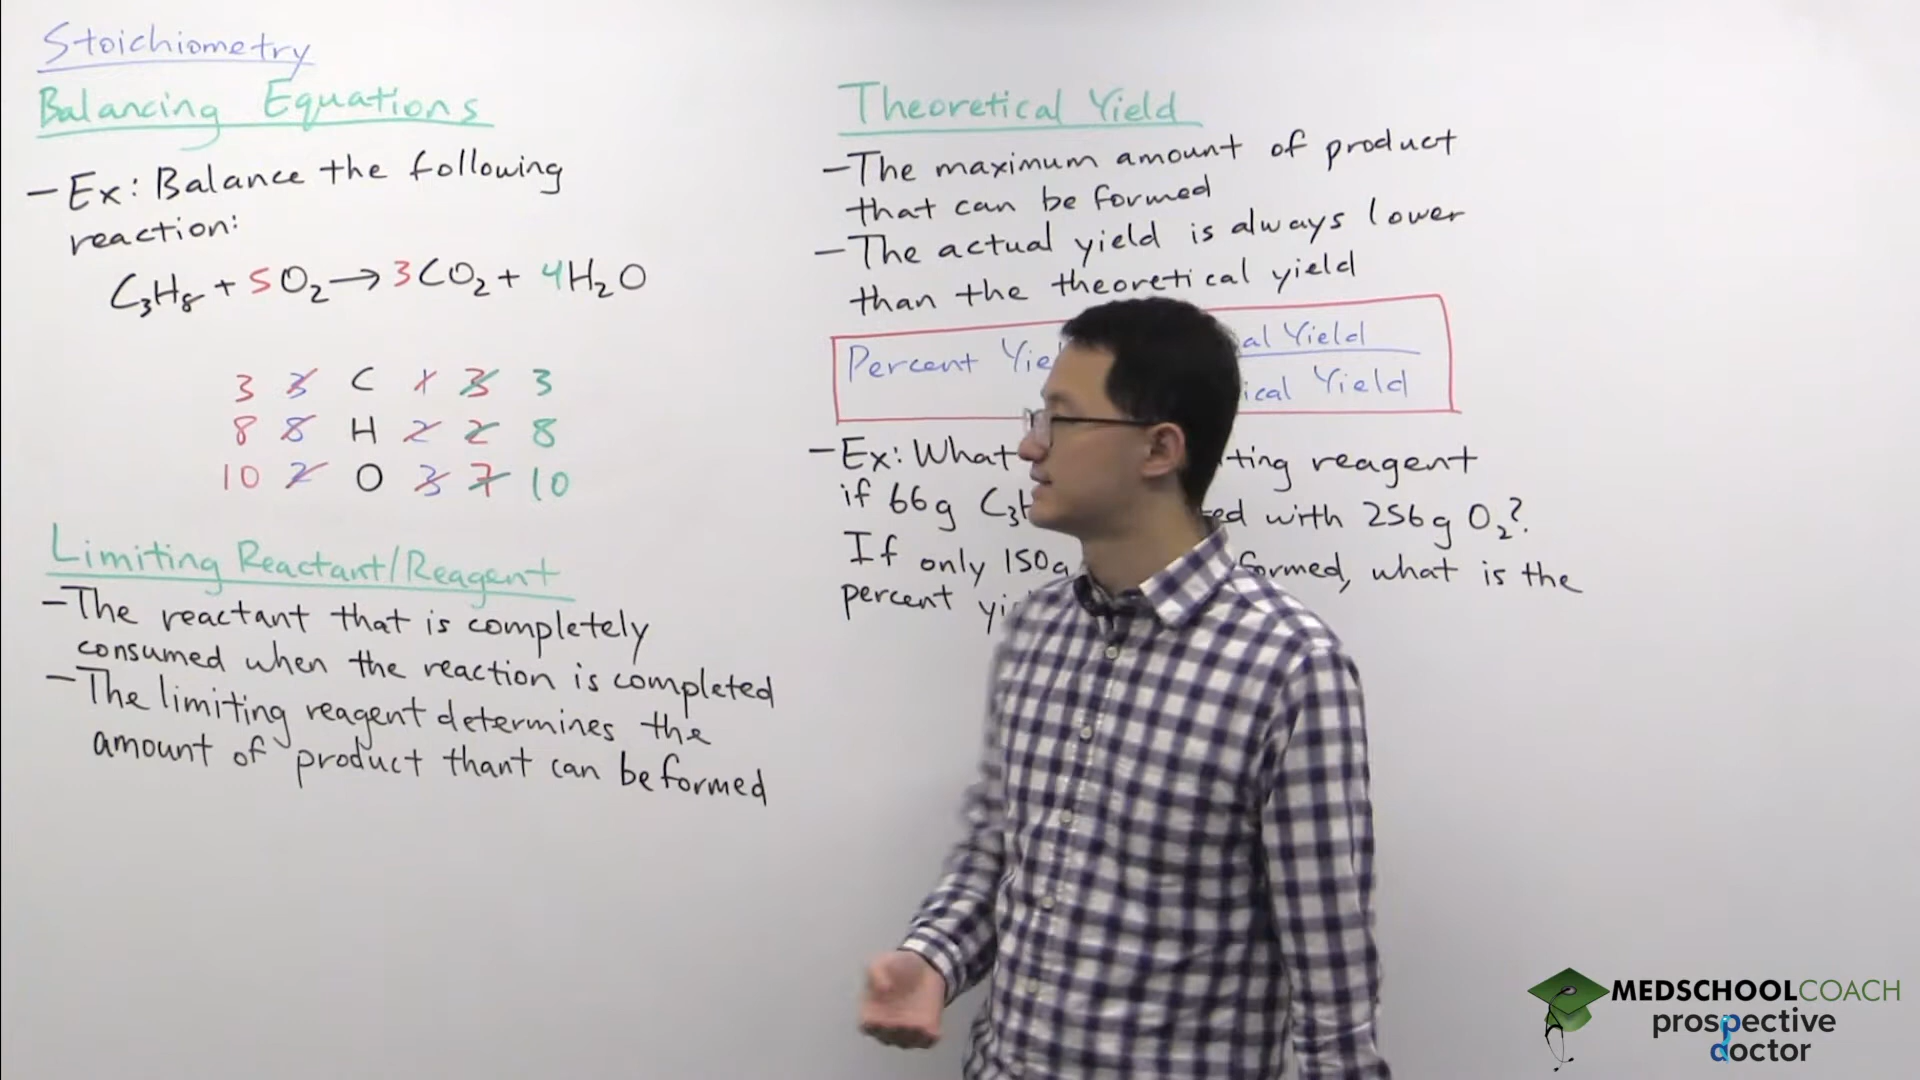 Stoichiometry
Balancing Equations
-Ex: Balance the following
reaction:
C3H8 + 5O2 → 3CO2 + 4H2O
3 3 C 1 3 3
8 8 H 2 2 8
10 2 O 3 7 10
Limiting Reactant/Reagent
-The reactant that is completely
consumed when the reaction is completed
-The limiting reagent determines the
amount of product thant can be formed
Theoretical Yield
-The maximum amount of product
that can be formed
-The actual yield is always lower
than the theoretical yield
Percent
al Yield
ical Yield
-Ex: What ting reagent
if 66g ed with 256g O2?
If only 150g formed, what is the
percent
MEDSCHOOLCOACH
prospective
doctor